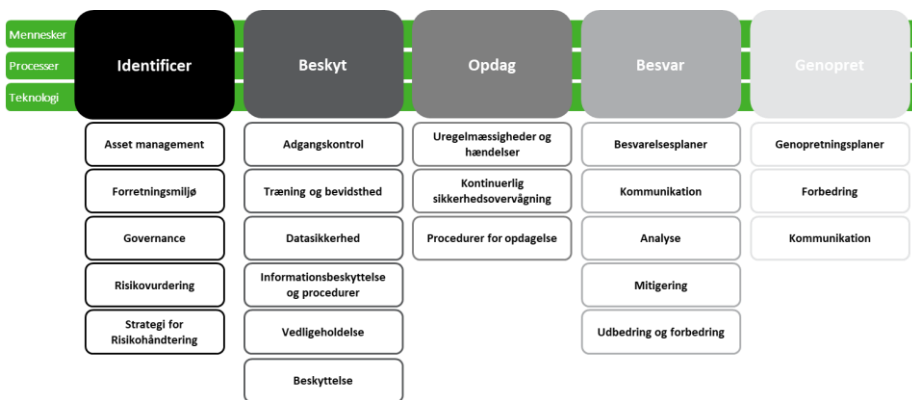 Mennesker
Processer
Teknologi
Identificer
Beskyt
Opdag
Besvar
Genopret
Asset management
Forretningsmiljø
Governance
Risikovurdering
Strategi for
Risikohåndtering
Adgangskontrol
Træning og bevidsthed
Datasikkerhed
Informationsbeskyttelse
og procedurer
Vedligeholdelse
Beskyttelse
Uregelmæssigheder og
hændelser
Kontinuerlig
sikkerhedsovervågning
Procedurer for opdagelse
Besvarelsesplaner
Kommunikation
Analyse
Mitigering
Udbedring og forbedring
Genopretningsplaner
Forbedring
Kommunikation